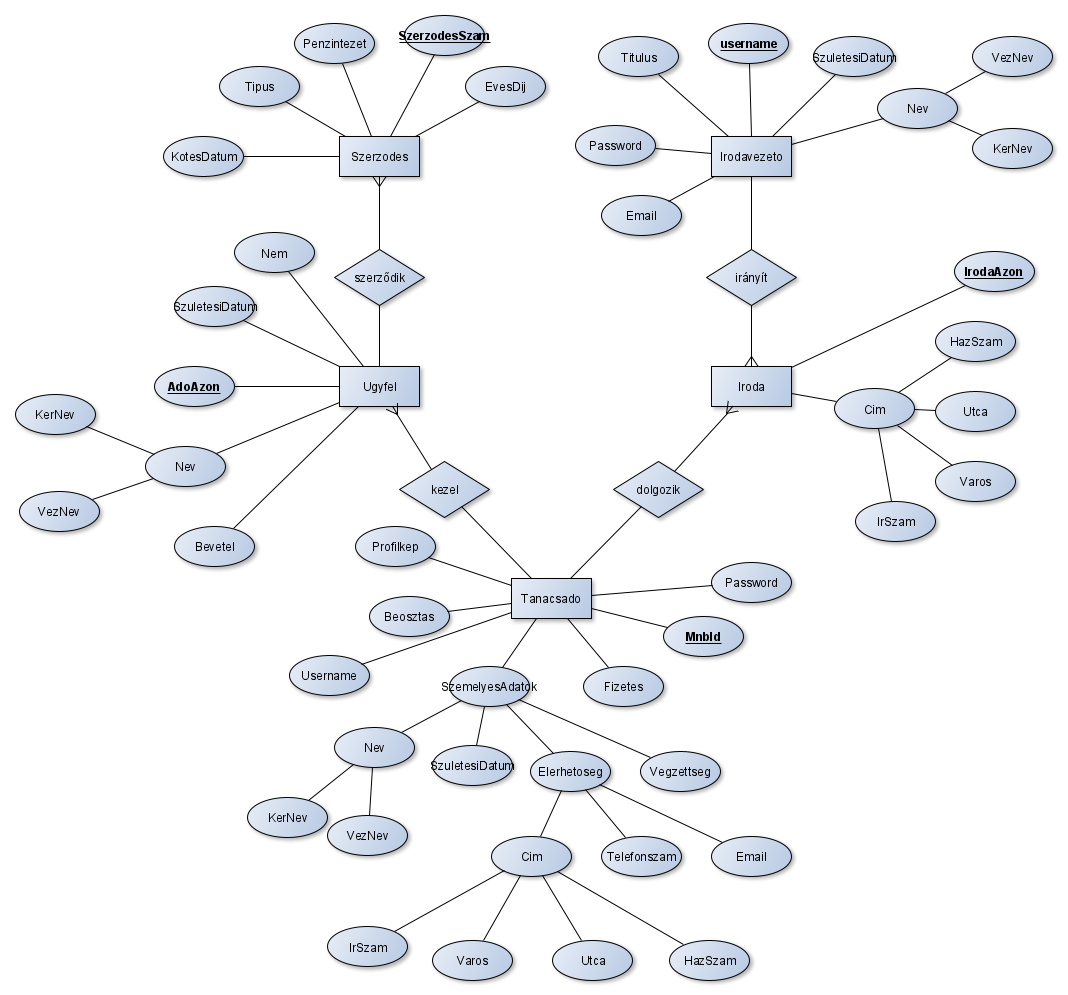 SzerzodesSzam
Penzintezet
Tipus
EvesDij
KotesDatum
Szerzodes
username
Titulus
SzuletesiDatum
VezNev
Nev
KerNev
Password
Irodavezeto
Email
szerződik
irányít
Nem
SzuletesiDatum
AdoAzon
Ugyfel
KerNev
Nev
VezNev
Bevetel
IrodaAzon
HazSzam
Iroda
Cim
Utca
Varos
IrSzam
kezel
dolgozik
Profilkep
Password
Tanacsado
Beosztas
MnbId
Username
SzemelyesAdatok
Fizetes
Nev
SzuletesiDatum
Elerhetoseg
Vegzettseg
KerNev
VezNev
Cim
Telefonszam
Email
IrSzam
Varos
Utca
HazSzam